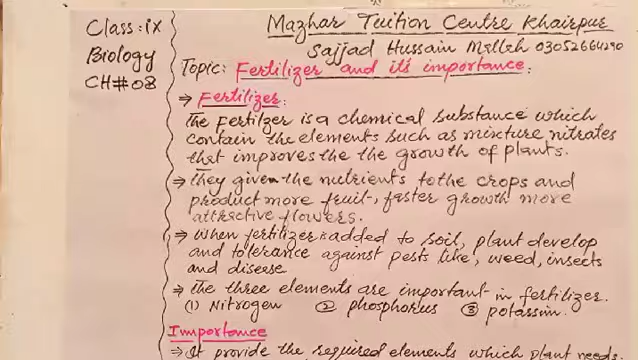 Mazhar Tuition Centre Khairpur
Class: ix
Sajjad Hussain Melleh 03052664290
Biology
CH#08
Topic: Fertilizer and its importance.
→ Fertilizer:
The Fertilzer is a chemical substance which
contain the elements such as mixture, nitrates
that improves the the growth of plants.
→ They given the nutrients to the crops and
product more fruit, faster growth more
attractive flowers.
→ When fertilizer is added to soil, plant develop
and tolerance against pests like, weed, insects
and disease
→ The three elements are important in fertilizer.
(1) Nitrogen (2) phosphorus (3) potassium.
Importance
→ It provide the required elements which plant needs.